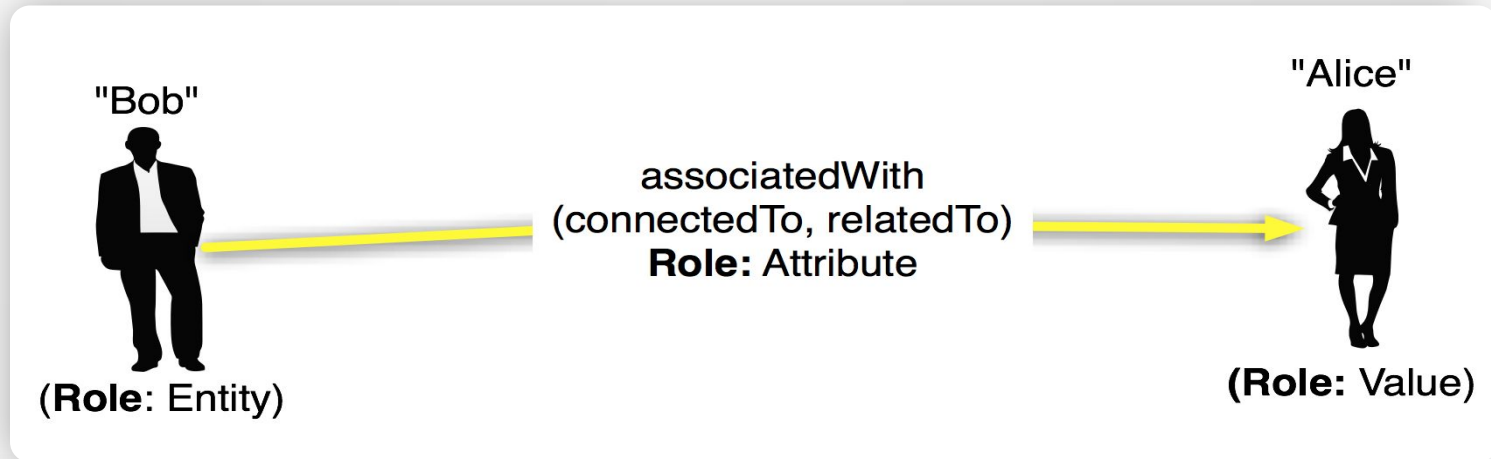 "Bob"
"Alice"
associatedWith
(connectedTo, relatedTo)
Role: Attribute
(Role: Entity)
(Role: Value)